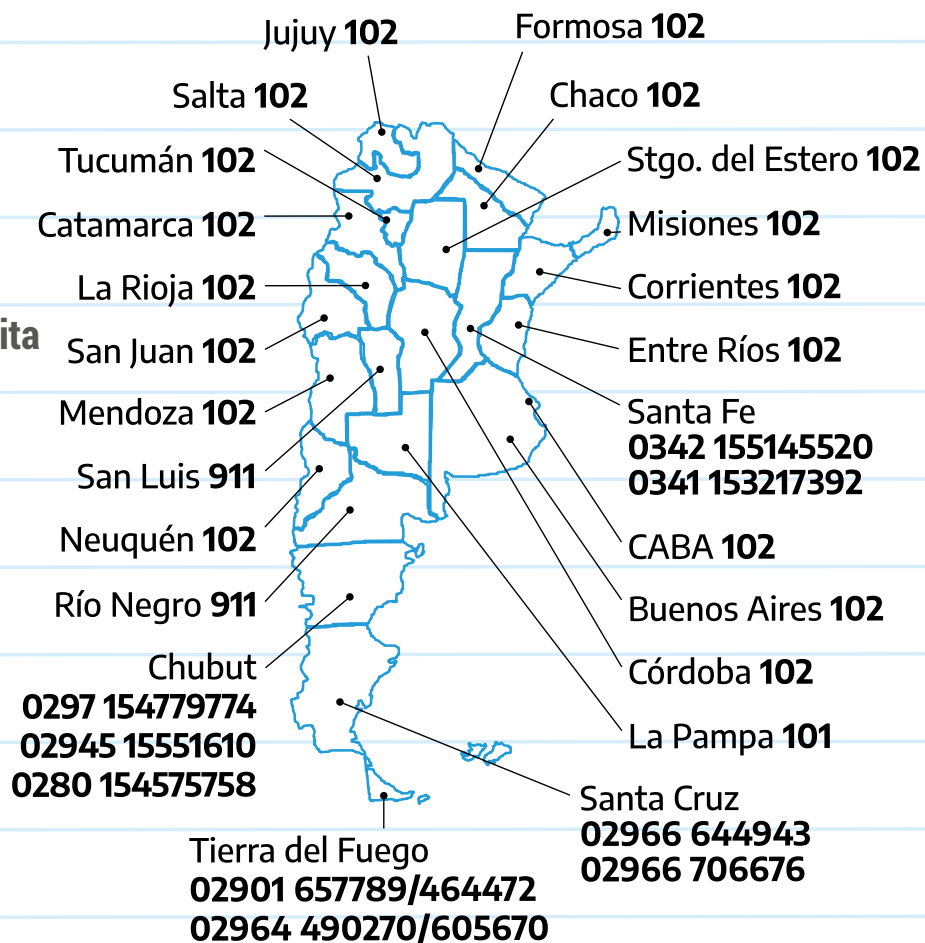 Jujuy 102
Salta 102
Tucumán 102
Catamarca 102
La Rioja 102
ita
San Juan 102
Mendoza 102
San Luis 911
Neuquén 102
Río Negro 911
Chubut
0297 154779774
02945 15551610
0280 154575758
Tierra del Fuego
02901 657789/464472
02964 490270/605670
Formosa 102
Chaco 102
Stgo. del Estero 102
Misiones 102
Corrientes 102
Entre Ríos 102
Santa Fe
0342 155145520
0341 153217392
CABA 102
Buenos Aires 102
Córdoba 102
La Pampa 101
Santa Cruz
02966 644943
02966 706676